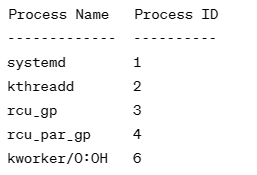 Process Name   Process ID
-------------  ----------
systemd        1
kthreadd       2
rcu_gp         3
rcu_par_gp     4
kworker/0:0H   6